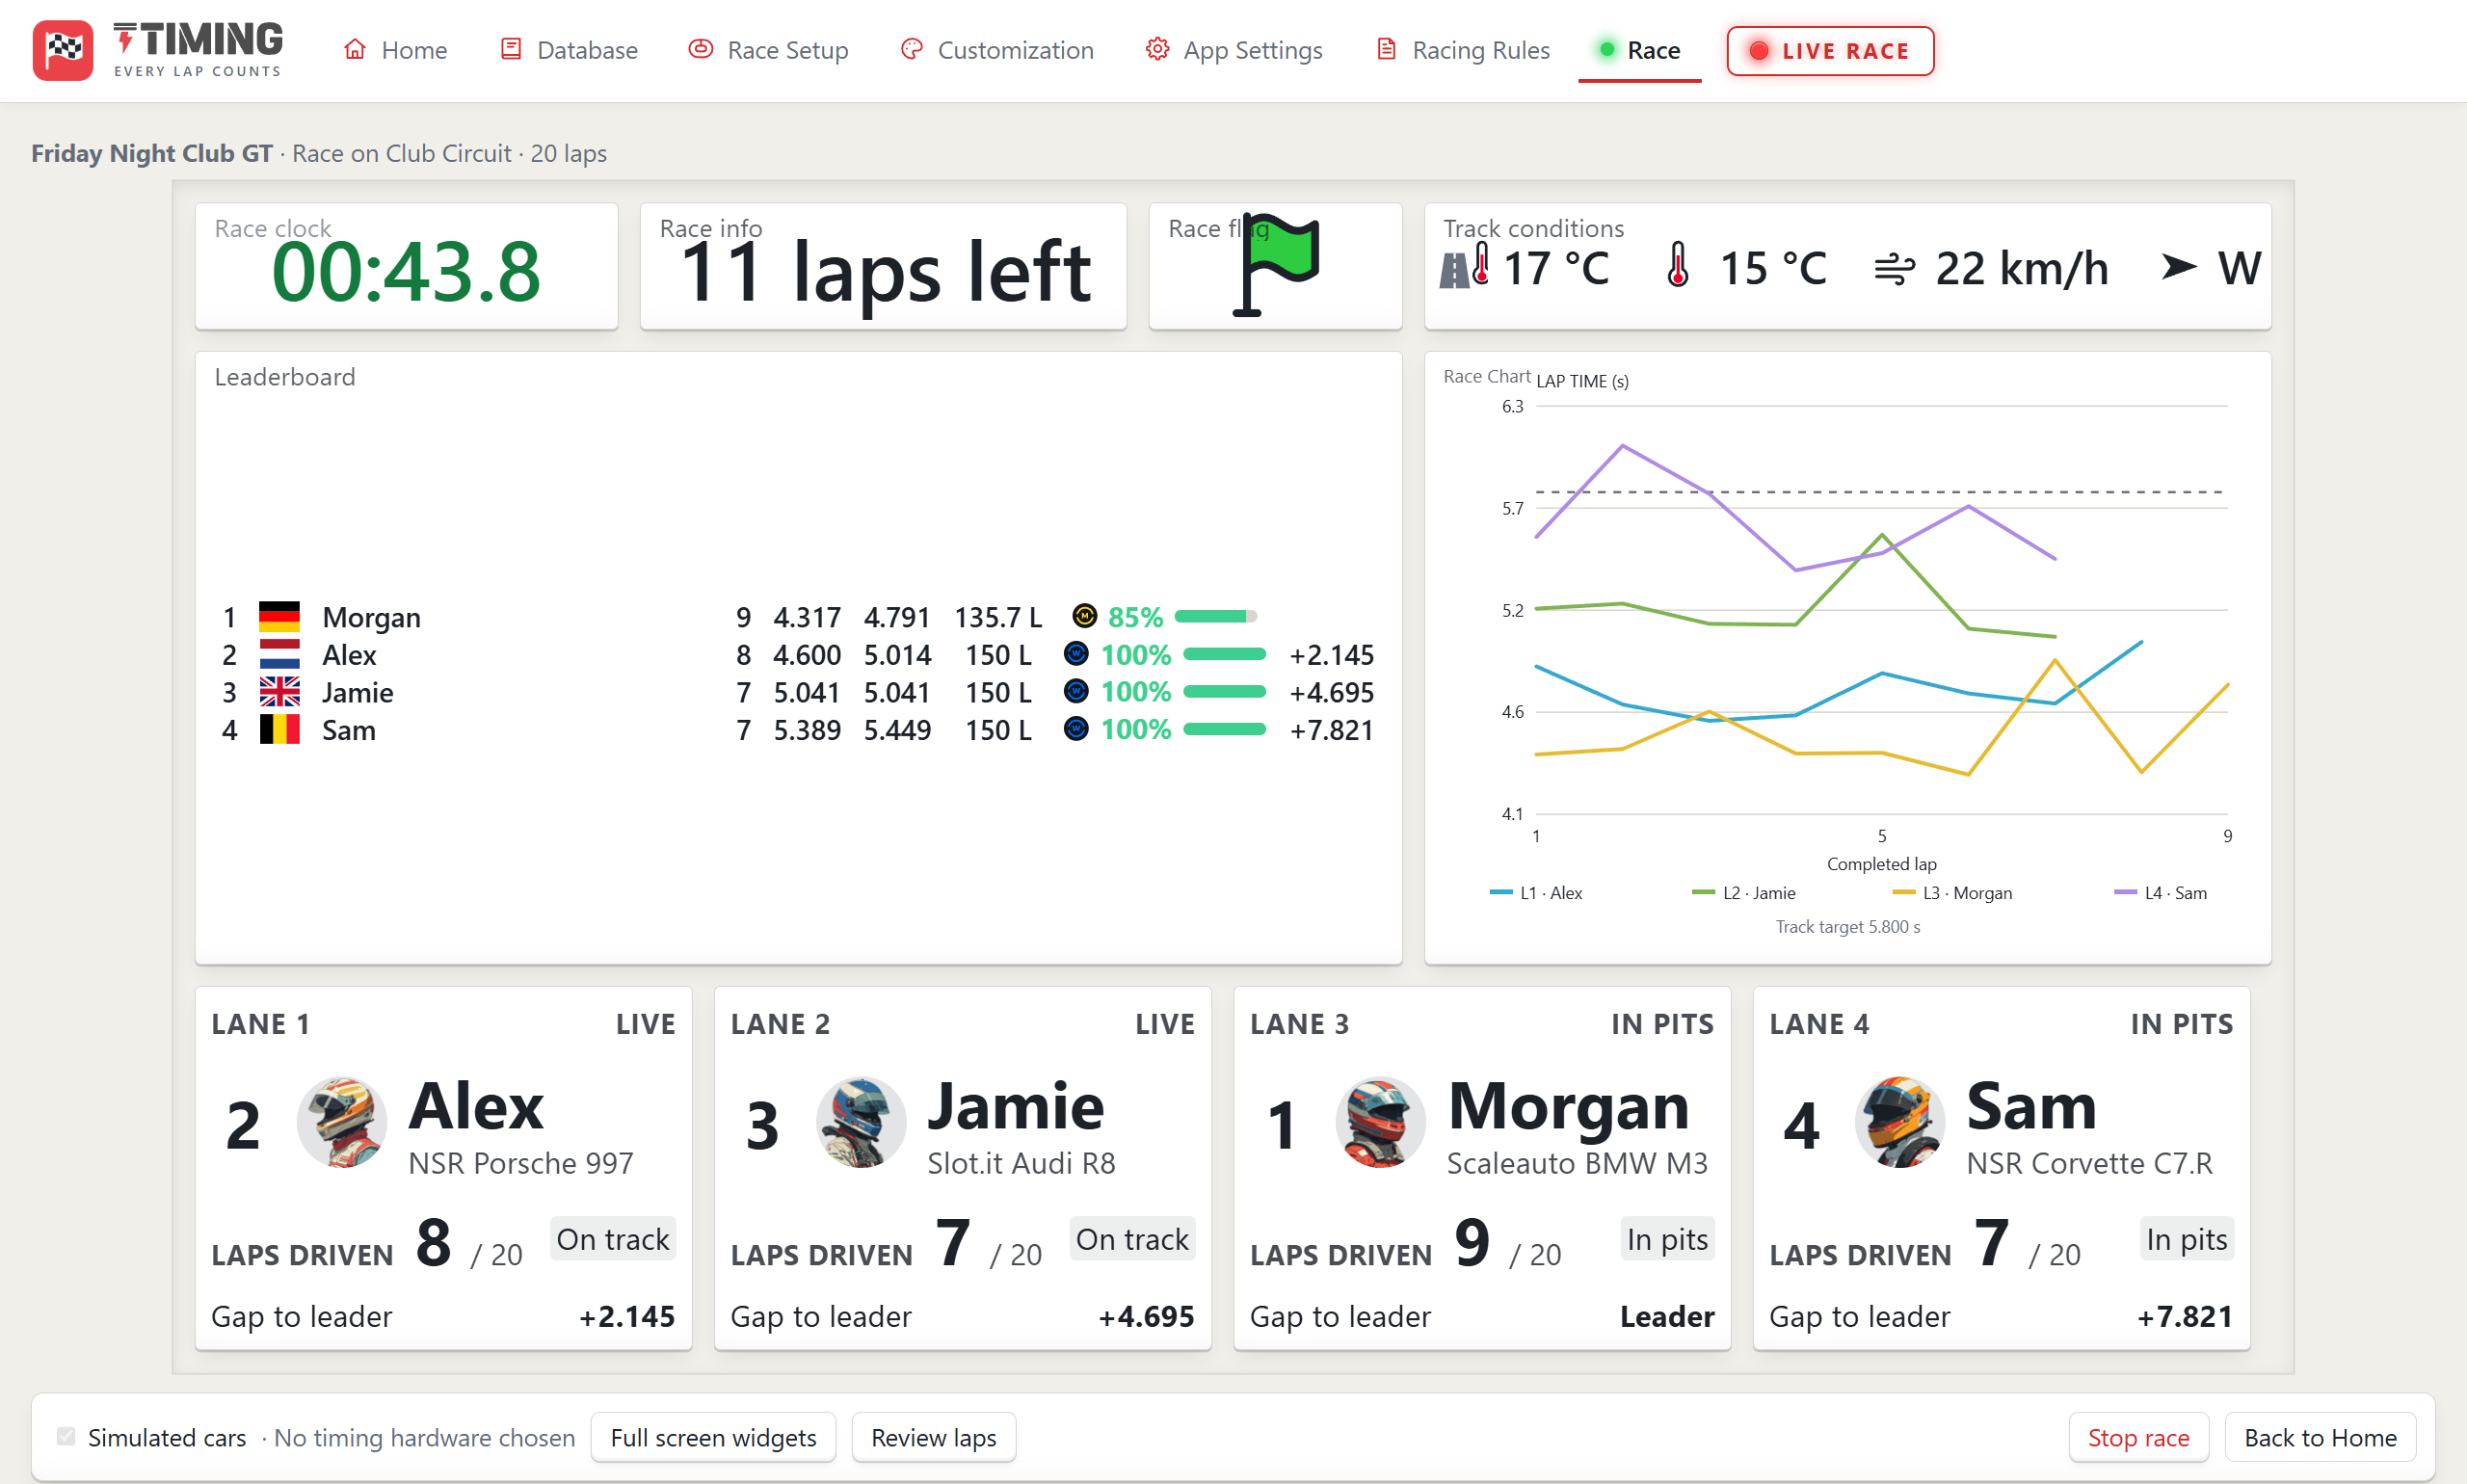 TTIMING
EVERY LAP COUNTS
Home
Database
Race Setup
Customization
App Settings
Racing Rules
Race
LIVE RACE
Friday Night Club GT · Race on Club Circuit · 20 laps
Race clock
00:43.8
Race info
11 laps left
Race flag
Track conditions
17 °C
15 °C
22 km/h
W
Leaderboard
1 Morgan 9 4.317 4.791 135.7 L M 85%
2 Alex 8 4.600 5.014 150 L W 100% +2.145
3 Jamie 7 5.041 5.041 150 L W 100% +4.695
4 Sam 7 5.389 5.449 150 L W 100% +7.821
Race Chart
LAP TIME (s)
6.3
5.7
5.2
4.6
4.1
1 5 9
Completed lap
L1 · Alex L2 · Jamie L3 · Morgan L4 · Sam
Track target 5.800 s
LANE 1 LIVE
2 Alex
NSR Porsche 997
LAPS DRIVEN 8 / 20 On track
Gap to leader +2.145
LANE 2 LIVE
3 Jamie
Slot.it Audi R8
LAPS DRIVEN 7 / 20 On track
Gap to leader +4.695
LANE 3 IN PITS
1 Morgan
Scaleauto BMW M3
LAPS DRIVEN 9 / 20 In pits
Gap to leader Leader
LANE 4 IN PITS
4 Sam
NSR Corvette C7.R
LAPS DRIVEN 7 / 20 In pits
Gap to leader +7.821
Simulated cars · No timing hardware chosen
Full screen widgets
Review laps
Stop race
Back to Home